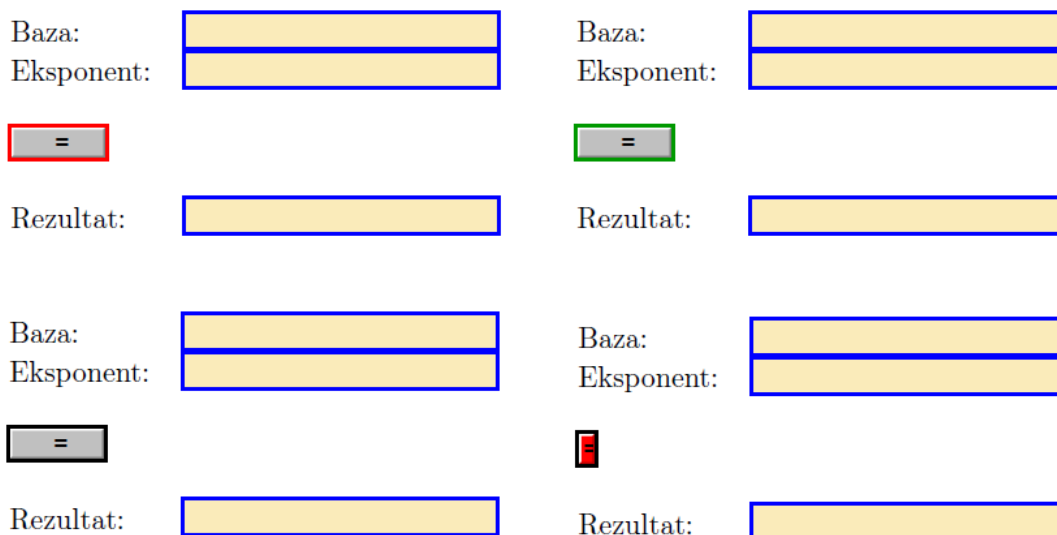 Baza:
Eksponent:
=
Rezultat:
Baza:
Eksponent:
=
Rezultat:
Baza:
Eksponent:
=
Rezultat:
Baza:
Eksponent:
=
Rezultat: